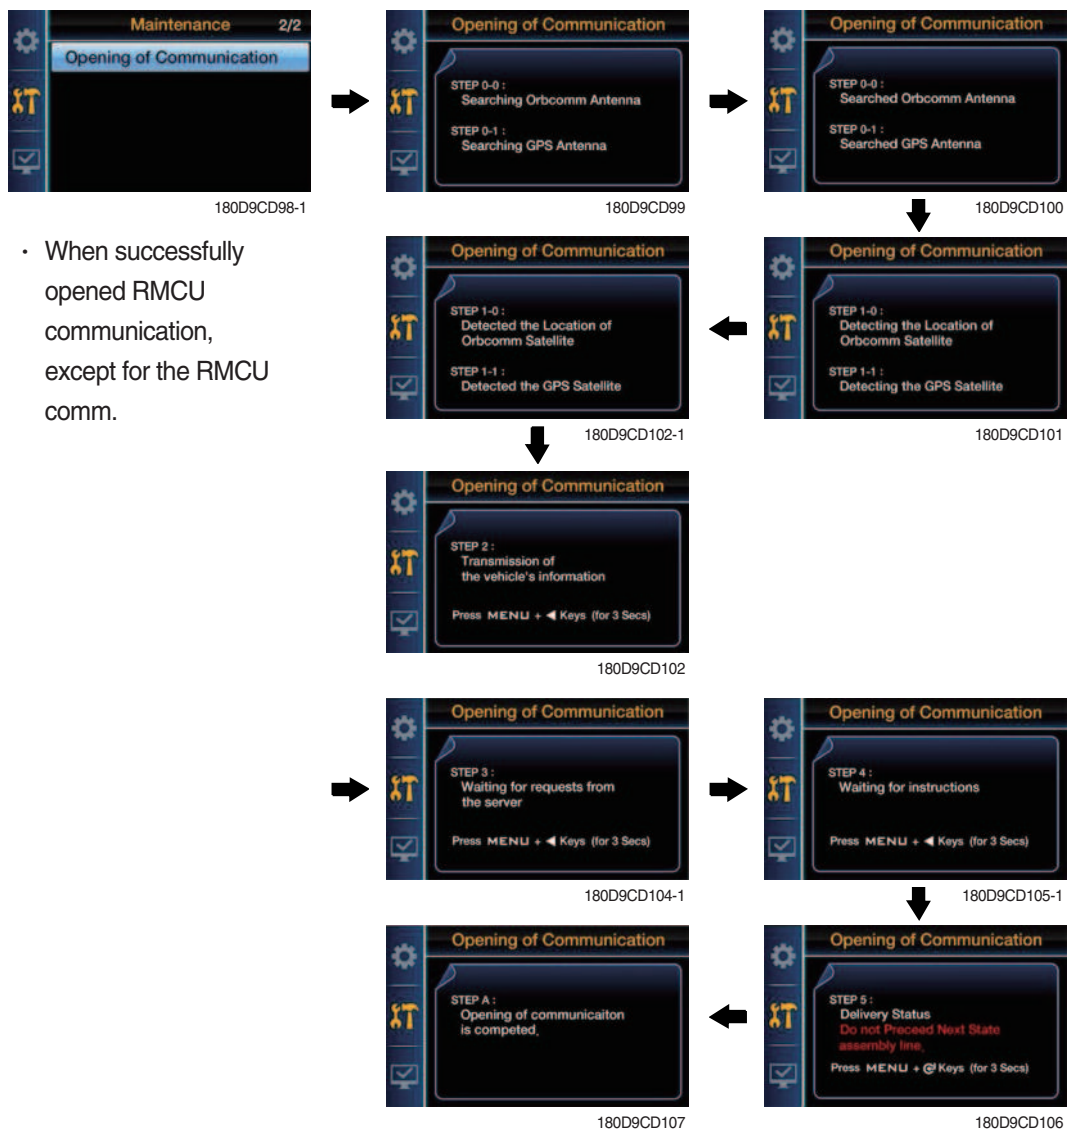 Maintenance 2/2
Opening of Communication
180D9CD98-1
Opening of Communication
STEP 0-0 :
Searching Orbcomm Antenna
STEP 0-1 :
Searching GPS Antenna
180D9CD99
Opening of Communication
STEP 0-0 :
Searched Orbcomm Antenna
STEP 0-1 :
Searched GPS Antenna
180D9CD100
· When successfully
opened RMCU
communication,
except for the RMCU
comm.
Opening of Communication
STEP 1-0 :
Detecting the Location of
Orbcomm Satellite
STEP 1-1 :
Detecting the GPS Satellite
180D9CD101
Opening of Communication
STEP 1-0 :
Detected the Location of
Orbcomm Satellite
STEP 1-1 :
Detected the GPS Satellite
180D9CD102-1
Opening of Communication
STEP 2 :
Transmission of
the vehicle's information
Press MENU + ◀ Keys (for 3 Secs)
180D9CD102
Opening of Communication
STEP 3 :
Waiting for requests from
the server
Press MENU + ◀ Keys (for 3 Secs)
180D9CD104-1
Opening of Communication
STEP 4 :
Waiting for instructions
Press MENU + ◀ Keys (for 3 Secs)
180D9CD105-1
Opening of Communication
STEP 5 :
Delivery Status
Do not Preceed Next State
assembly line,
Press MENU + Keys (for 3 Secs)
180D9CD106
Opening of Communication
STEP A :
Opening of communicaiton
is competed,
180D9CD107